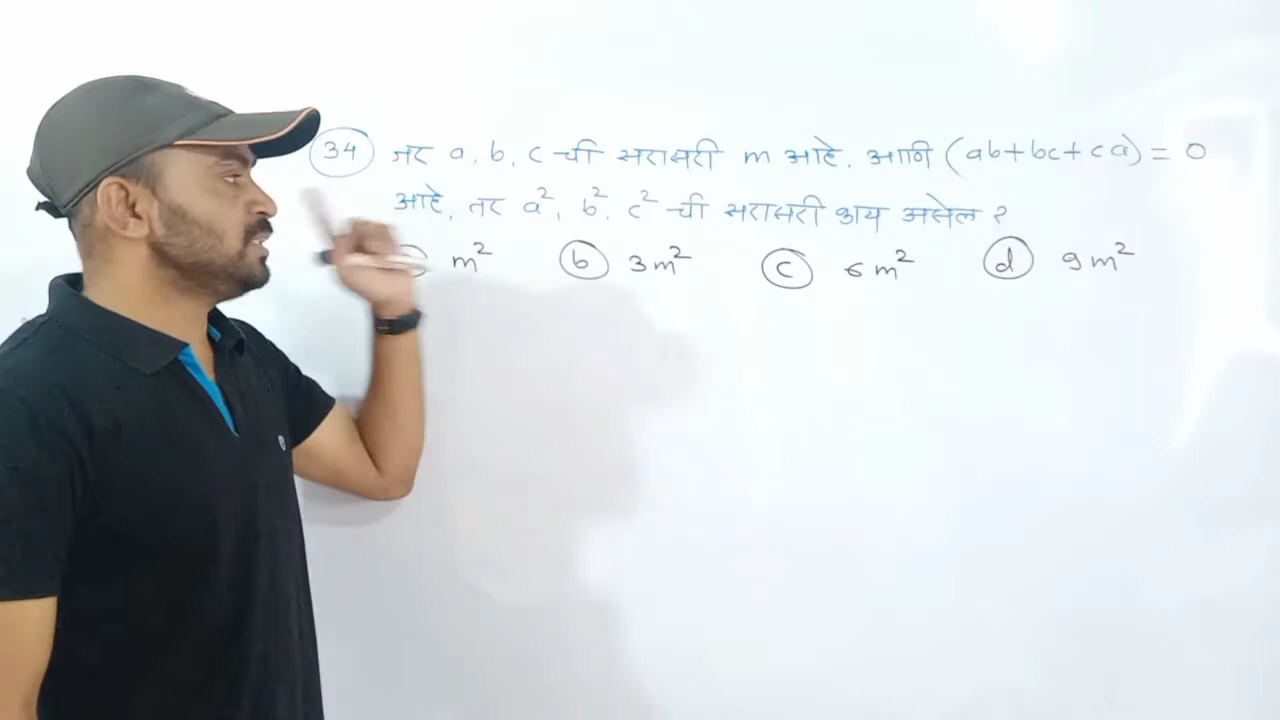 34 जर a, b, c ची सरासरी m आहे. आणि (ab+bc+ca) = 0
आहे, तर a², b², c² ची सरासरी काय असेल ?
m² b 3m² c 6m² d 9m²